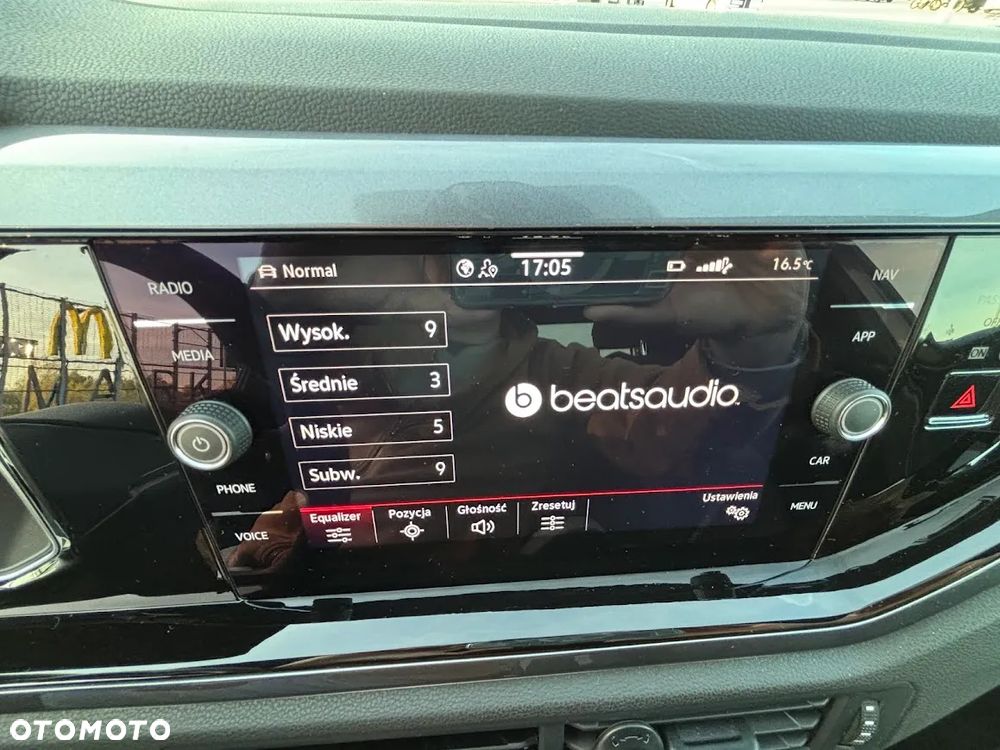 RADIO
MEDIA
PHONE
VOICE
Normal
17:05
16.5°C
Wysok. 9
Średnie 3
Niskie 5
Subw. 9
b beatsaudio™
Equalizer
Pozycja
Głośność
Zresetuj
Ustawienia
NAV
APP
CAR
MENU
ON
OTOMOTO